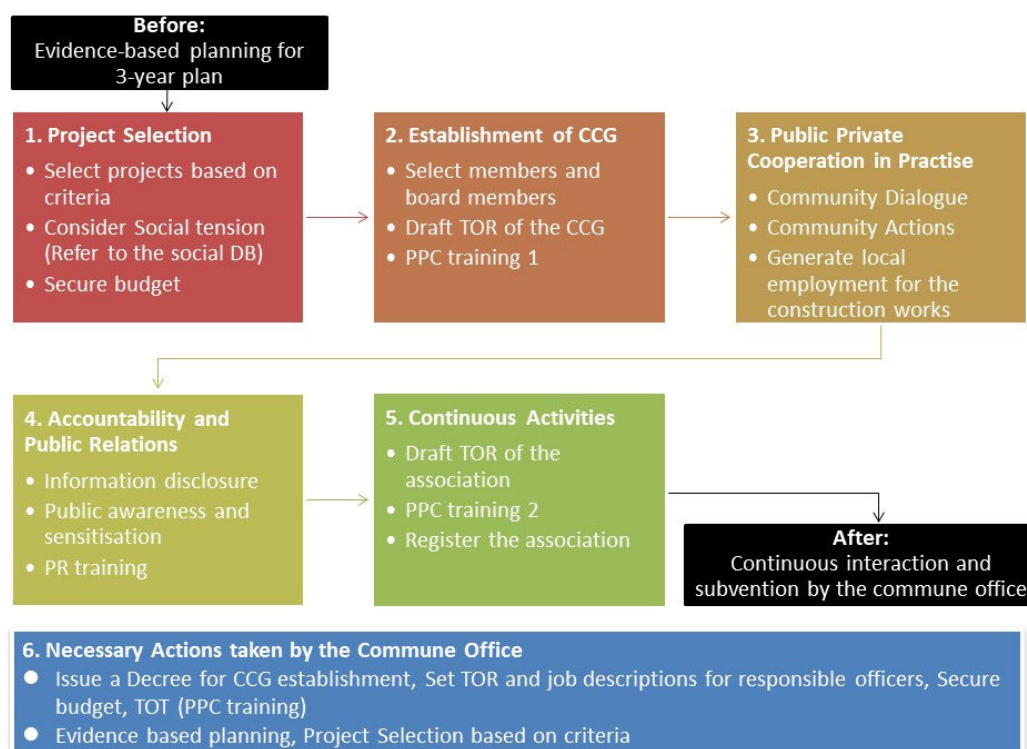 Before:
Evidence-based planning for
3-year plan
1. Project Selection
• Select projects based on
criteria
• Consider Social tension
(Refer to the social DB)
• Secure budget
2. Establishment of CCG
• Select members and
board members
• Draft TOR of the CCG
• PPC training 1
3. Public Private
Cooperation in Practise
• Community Dialogue
• Community Actions
• Generate local
employment for the
construction works
4. Accountability and
Public Relations
• Information disclosure
• Public awareness and
sensitisation
• PR training
5. Continuous Activities
• Draft TOR of the
association
• PPC training 2
• Register the association
After:
Continuous interaction and
subvention by the commune office
6. Necessary Actions taken by the Commune Office
● Issue a Decree for CCG establishment, Set TOR and job descriptions for responsible officers, Secure
budget, TOT (PPC training)
● Evidence based planning, Project Selection based on criteria